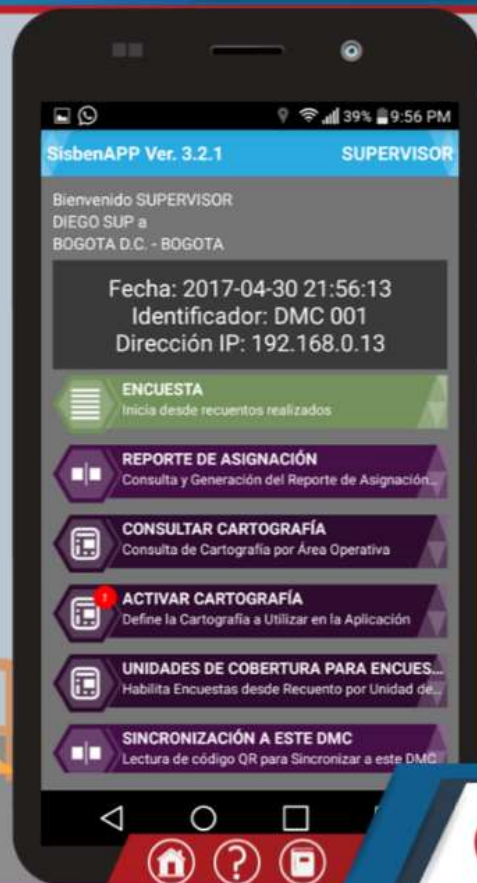 39% 9:56 PM
SisbenAPP Ver. 3.2.1 SUPERVISOR
Bienvenido SUPERVISOR
DIEGO SUP a
BOGOTA D.C. - BOGOTA
Fecha: 2017-04-30 21:56:13
Identificador: DMC 001
Dirección IP: 192.168.0.13
ENCUESTA
Inicia desde recuentos realizados
REPORTE DE ASIGNACIÓN
Consulta y Generación del Reporte de Asignación...
CONSULTAR CARTOGRAFÍA
Consulta de Cartografía por Área Operativa
ACTIVAR CARTOGRAFÍA
Define la Cartografía a Utilizar en la Aplicación
UNIDADES DE COBERTURA PARA ENCUES...
Habilita Encuestas desde Recuento por Unidad de...
SINCRONIZACIÓN A ESTE DMC
Lectura de código QR para Sincronizar a este DMC
?